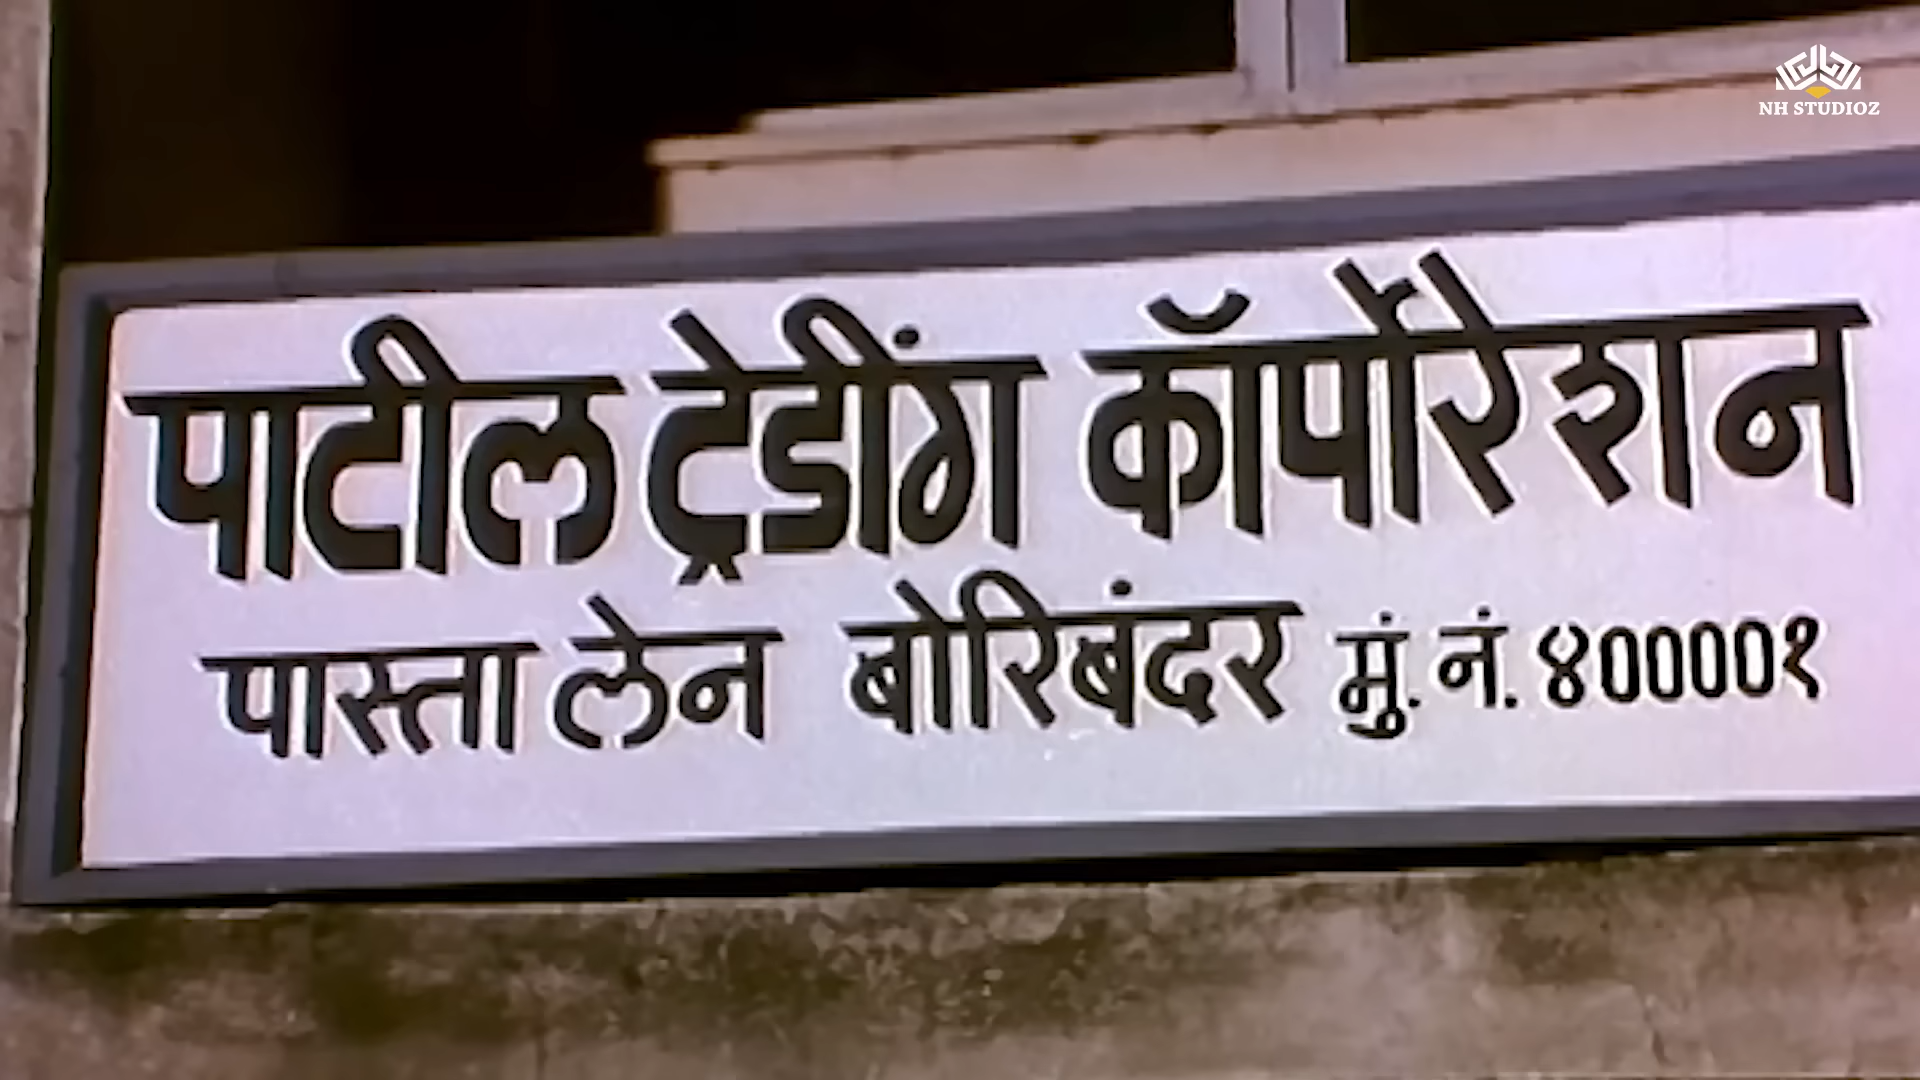 NH STUDIOZ
पाटील ट्रेडींग कॉर्पोरेशन
पास्ता लेन बोरिबंदर मुं. नं. ४००००१